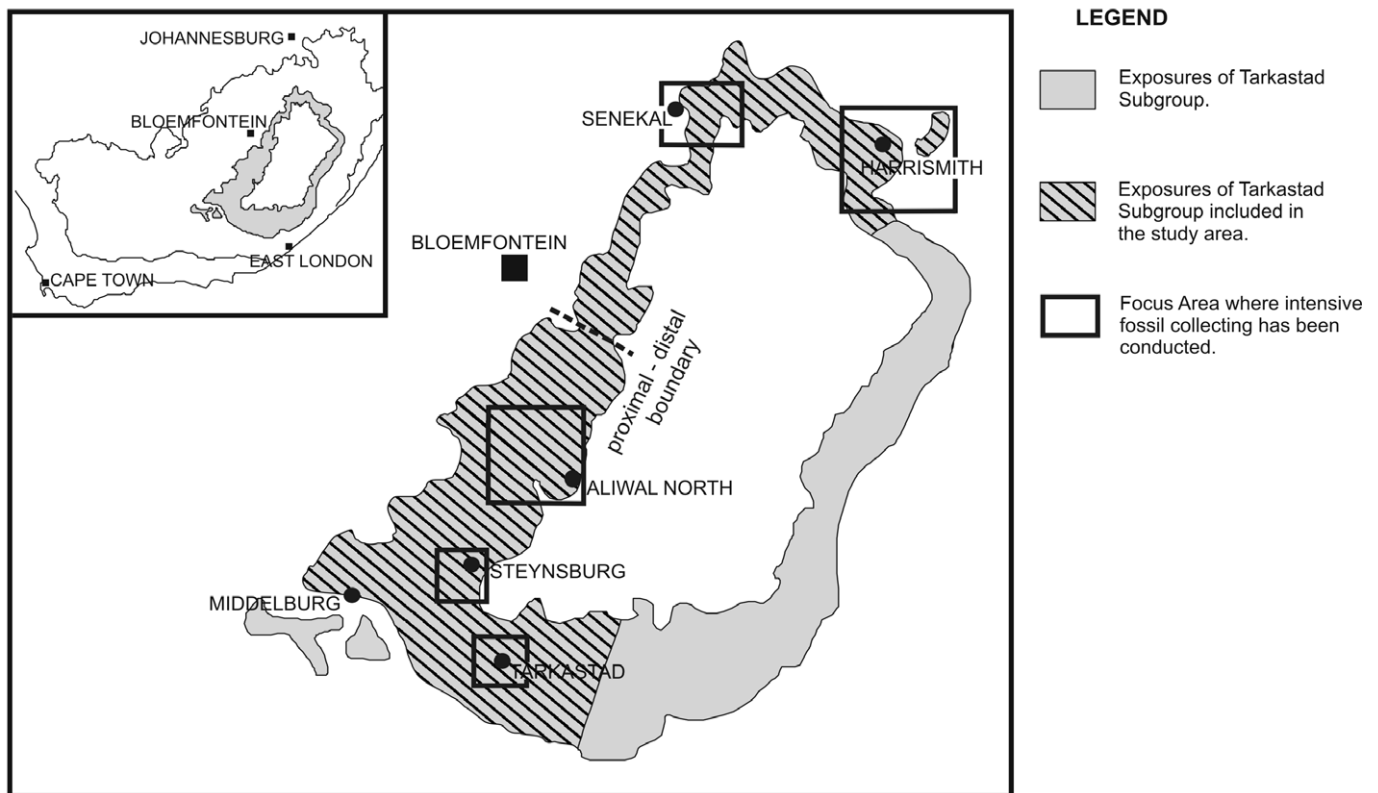 JOHANNESBURG
BLOEMFONTEIN
EAST LONDON
CAPE TOWN
SENEKAL
HARRISMITH
BLOEMFONTEIN
proximal - distal
boundary
ALIWAL NORTH
STEYNSBURG
MIDDELBURG
TARKASTAD
LEGEND
Exposures of Tarkastad
Subgroup.
Exposures of Tarkastad
Subgroup included in
the study area.
Focus Area where intensive
fossil collecting has been
conducted.